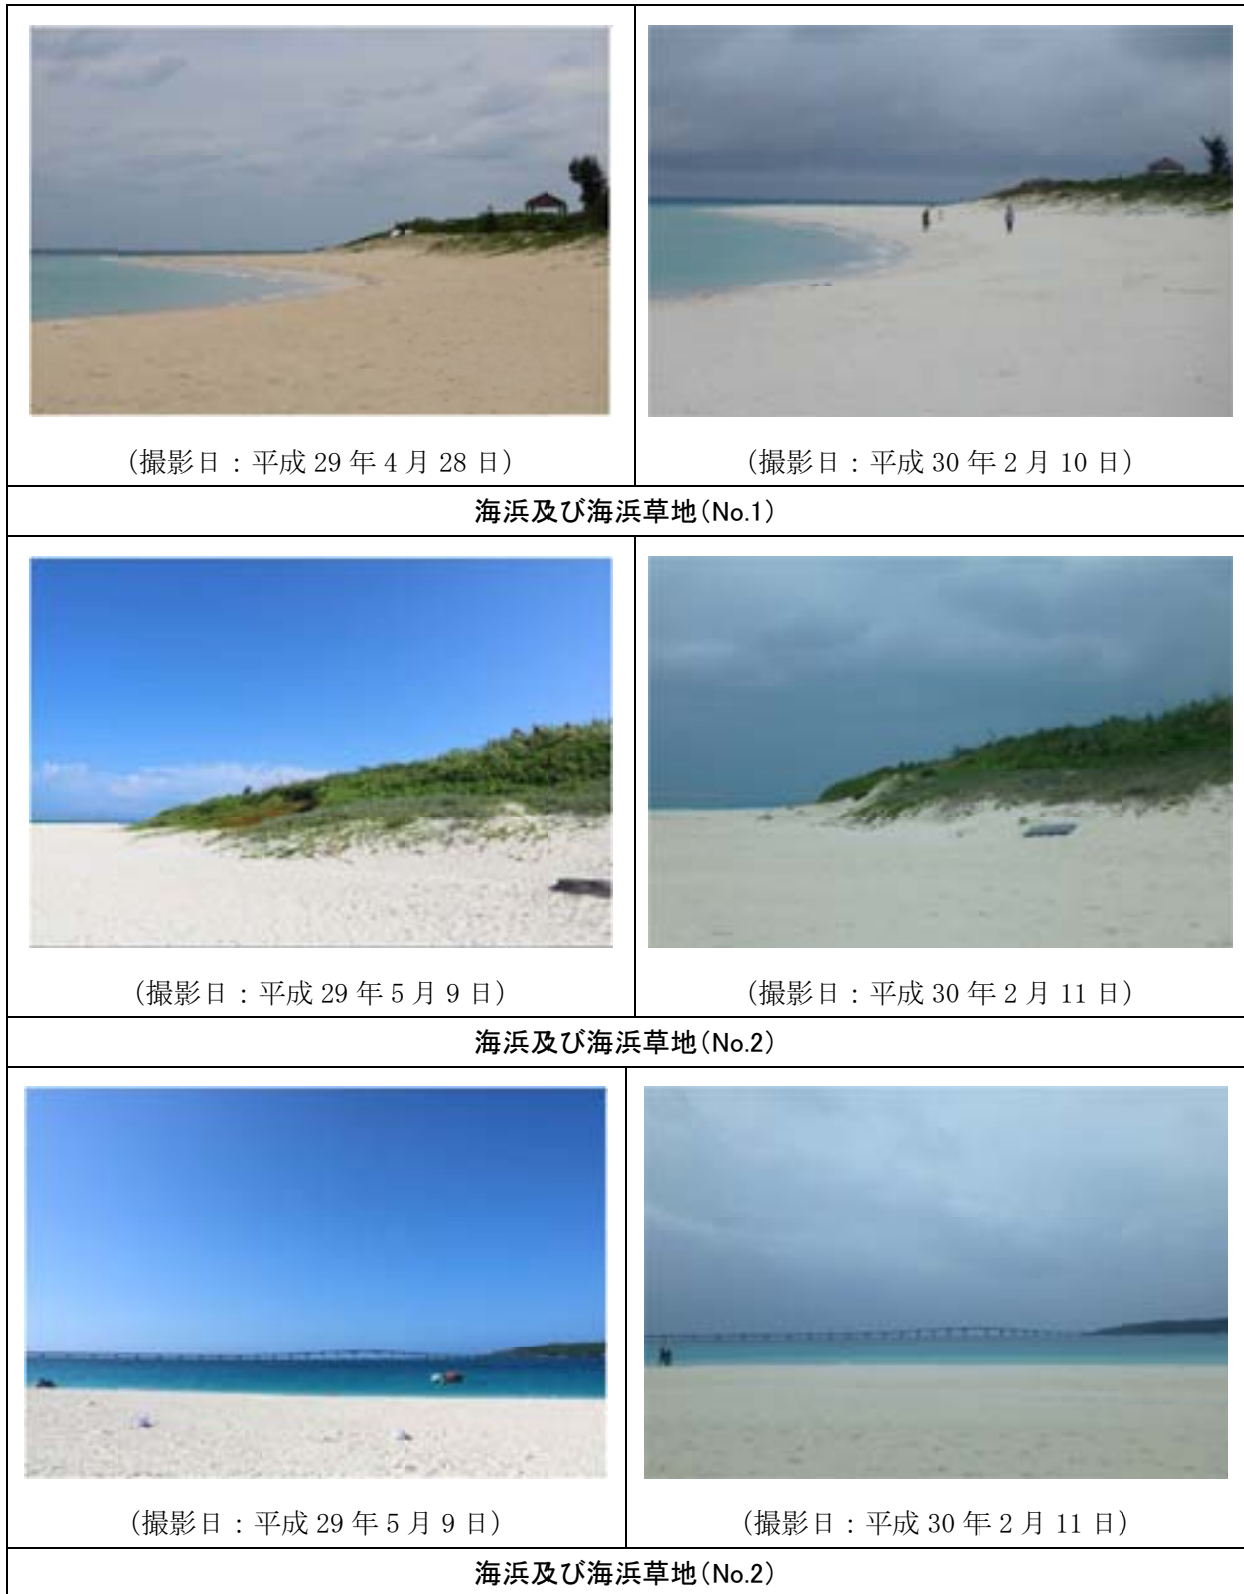 (撮影日：平成 29 年 4 月 28 日)
(撮影日：平成 30 年 2 月 10 日)
海浜及び海浜草地(No.1)
(撮影日：平成 29 年 5 月 9 日)
(撮影日：平成 30 年 2 月 11 日)
海浜及び海浜草地(No.2)
(撮影日：平成 29 年 5 月 9 日)
(撮影日：平成 30 年 2 月 11 日)
海浜及び海浜草地(No.2)